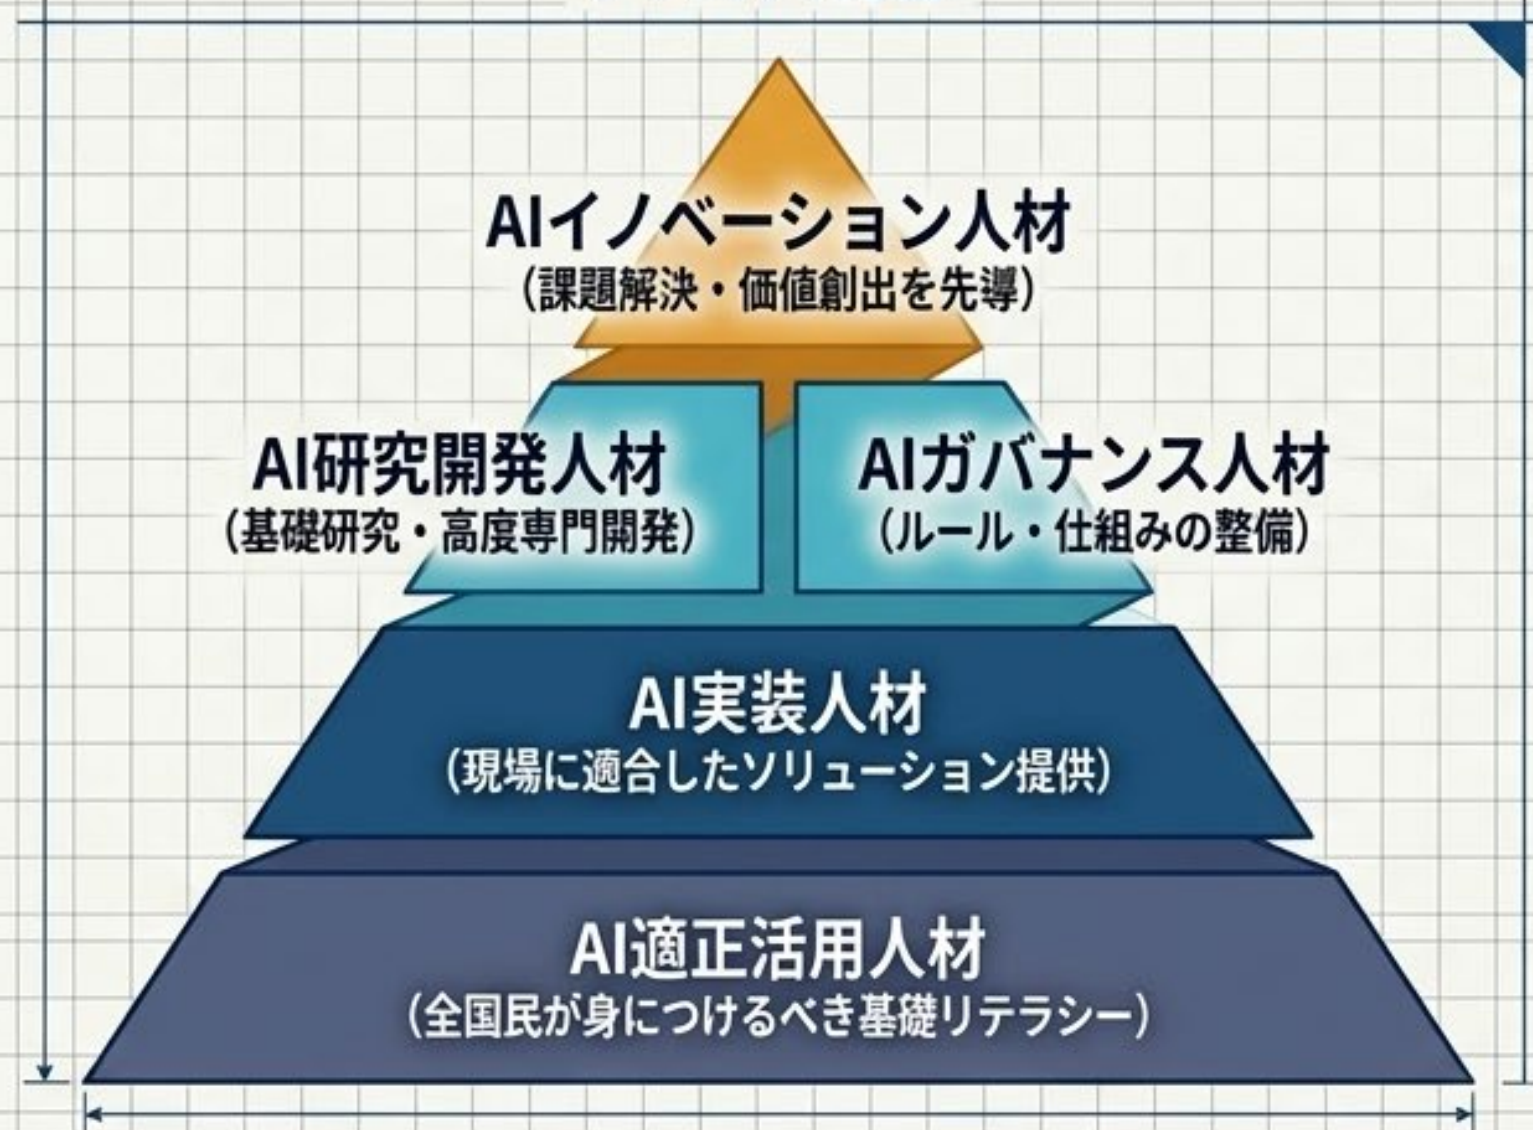 AIイノベーション人材
（課題解決・価値創出を先導）
AI研究開発人材
（基礎研究・高度専門開発）
AIガバナンス人材
（ルール・仕組みの整備）
AI実装人材
（現場に適合したソリューション提供）
AI適正活用人材
（全国民が身につけるべき基礎リテラシー）